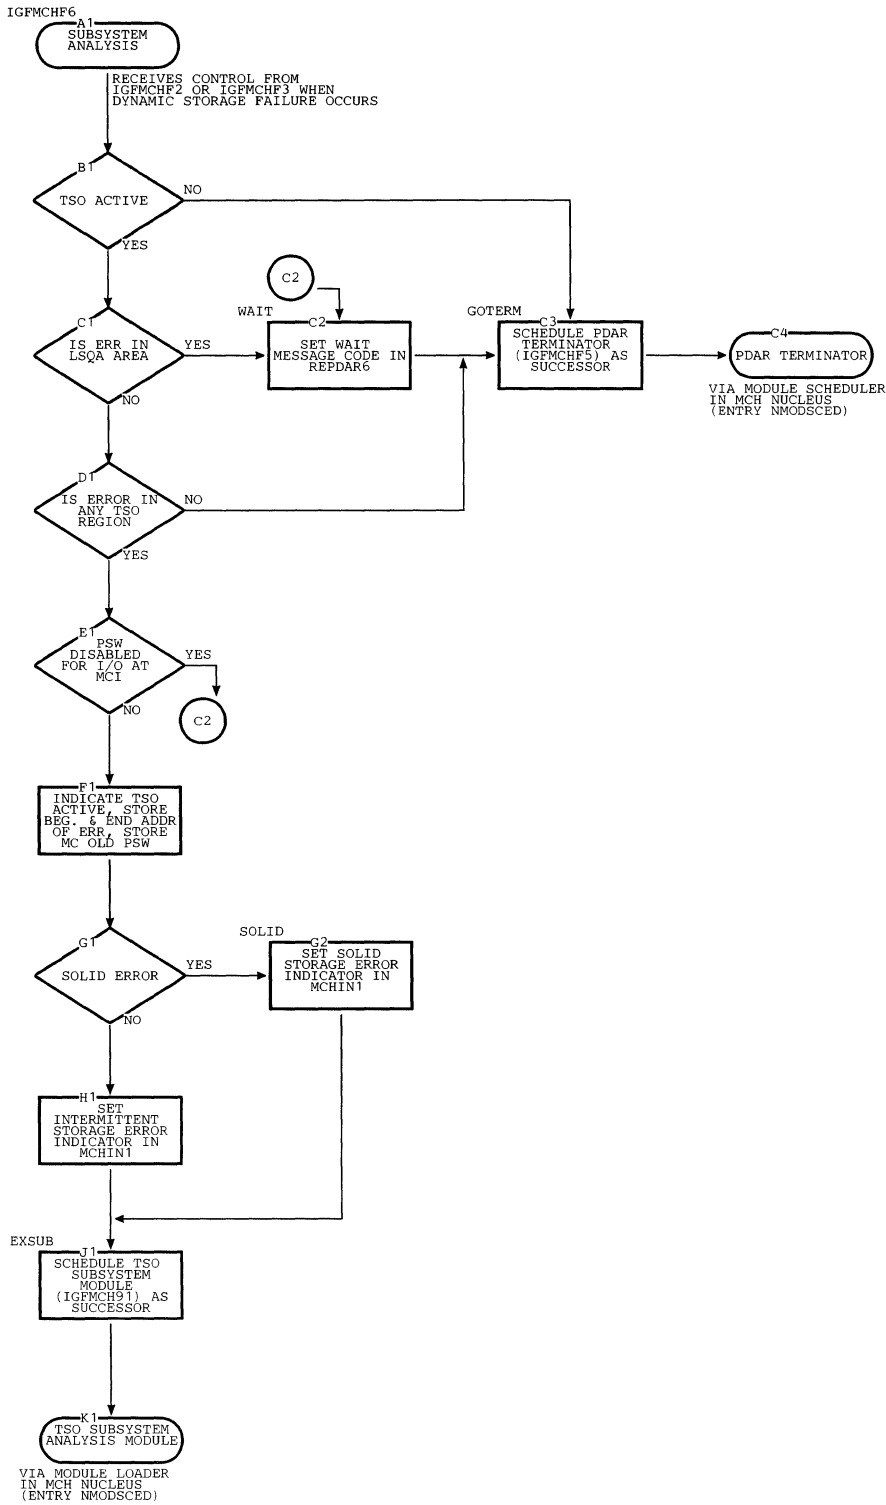 IGFMCHF6
A1
SUBSYSTEM
ANALYSIS
RECEIVES CONTROL FROM
IGFMCHF2 OR IGFMCHF3 WHEN
DYNAMIC STORAGE FAILURE OCCURS
B1
TSO ACTIVE
NO
YES
C2
WAIT
GOTERM
C1
IS ERR IN
LSQA AREA
YES
NO
C2
SET WAIT
MESSAGE CODE IN
REPDAR6
C3
SCHEDULE PDAR
TERMINATOR
(IGFMCHF5) AS
SUCCESSOR
C4
PDAR TERMINATOR
VIA MODULE SCHEDULER
IN MCH NUCLEUS
(ENTRY NMODSCED)
D1
IS ERROR IN
ANY TSO
REGION
NO
YES
E1
PSW
DISABLED
FOR I/O AT
MCI
YES
NO
C2
F1
INDICATE TSO
ACTIVE, STORE
BEG. & END ADDR
OF ERR, STORE
MC OLD PSW
G1
SOLID ERROR
YES
NO
SOLID
G2
SET SOLID
STORAGE ERROR
INDICATOR IN
MCHIN1
H1
SET
INTERMITTENT
STORAGE ERROR
INDICATOR IN
MCHIN1
EXSUB
J1
SCHEDULE TSO
SUBSYSTEM
MODULE
(IGFMCH91) AS
SUCCESSOR
K1
TSO SUBSYSTEM
ANALYSIS MODULE
VIA MODULE LOADER
IN MCH NUCLEUS
(ENTRY NMODSCED)